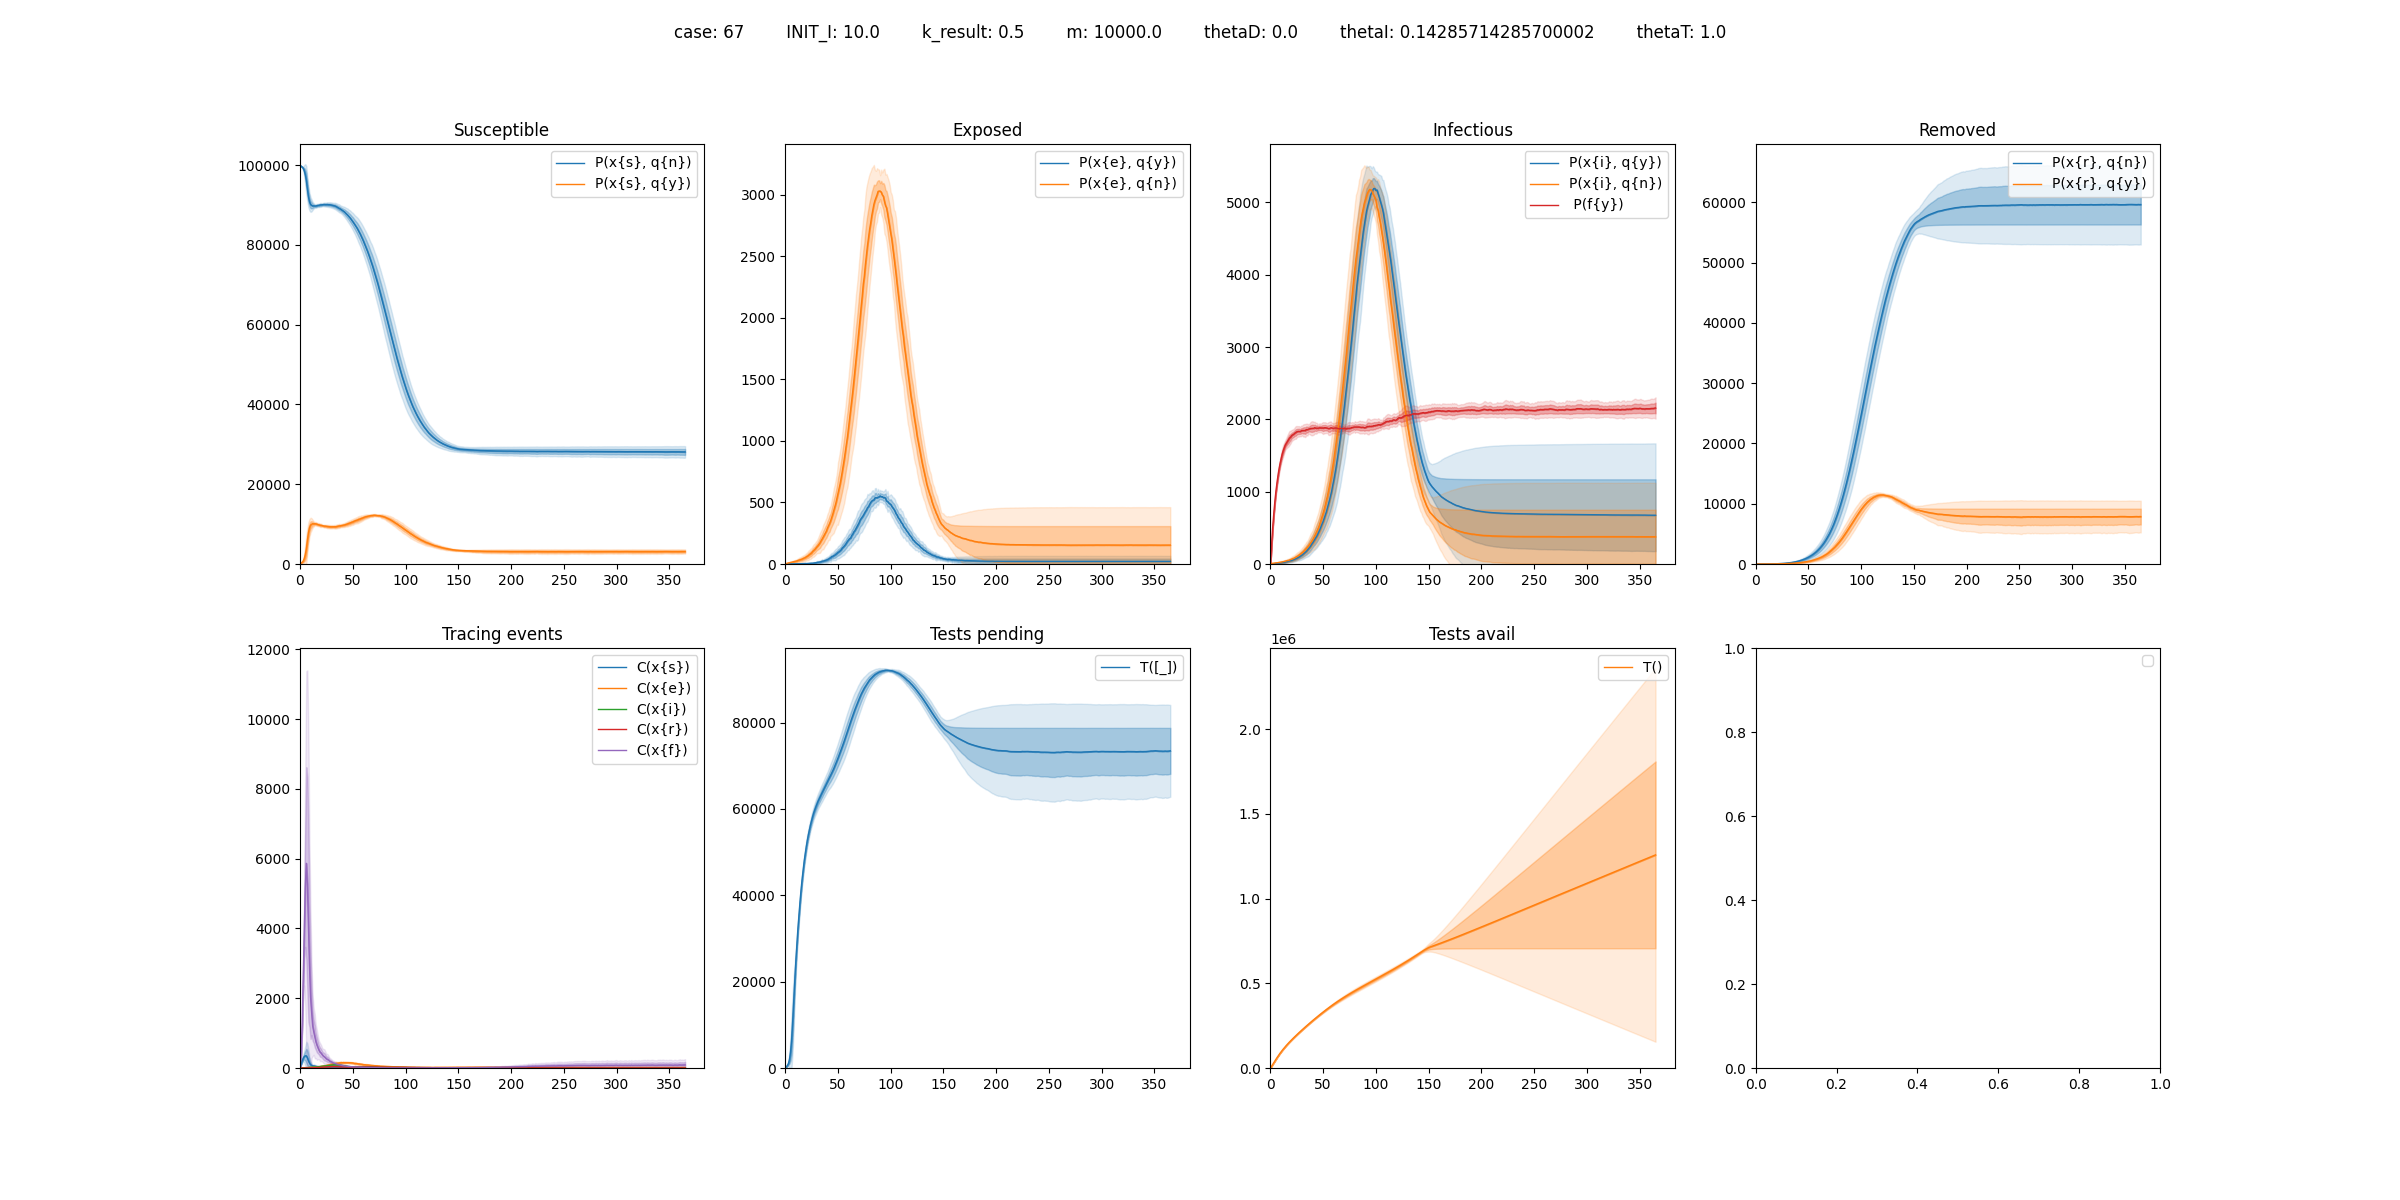 case: 67 INIT_I: 10.0 k_result: 0.5 m: 10000.0 thetaD: 0.0 thetaI: 0.14285714285700002 thetaT: 1.0
Susceptible
P(x{s}, q{n})
P(x{s}, q{y})
100000
80000
60000
40000
20000
0
0 50 100 150 200 250 300 350
Exposed
P(x{e}, q{y})
P(x{e}, q{n})
3000
2500
2000
1500
1000
500
0
0 50 100 150 200 250 300 350
Infectious
P(x{i}, q{y})
P(x{i}, q{n})
P(f{y})
5000
4000
3000
2000
1000
0
0 50 100 150 200 250 300 350
Removed
P(x{r}, q{n})
P(x{r}, q{y})
60000
50000
40000
30000
20000
10000
0
0 50 100 150 200 250 300 350
Tracing events
C(x{s})
C(x{e})
C(x{i})
C(x{r})
C(x{f})
12000
10000
8000
6000
4000
2000
0
0 50 100 150 200 250 300 350
Tests pending
T([_])
80000
60000
40000
20000
0
0 50 100 150 200 250 300 350
Tests avail
1e6
T()
2.0
1.5
1.0
0.5
0.0
0 50 100 150 200 250 300 350
1.0
0.8
0.6
0.4
0.2
0.0
0.0 0.2 0.4 0.6 0.8 1.0